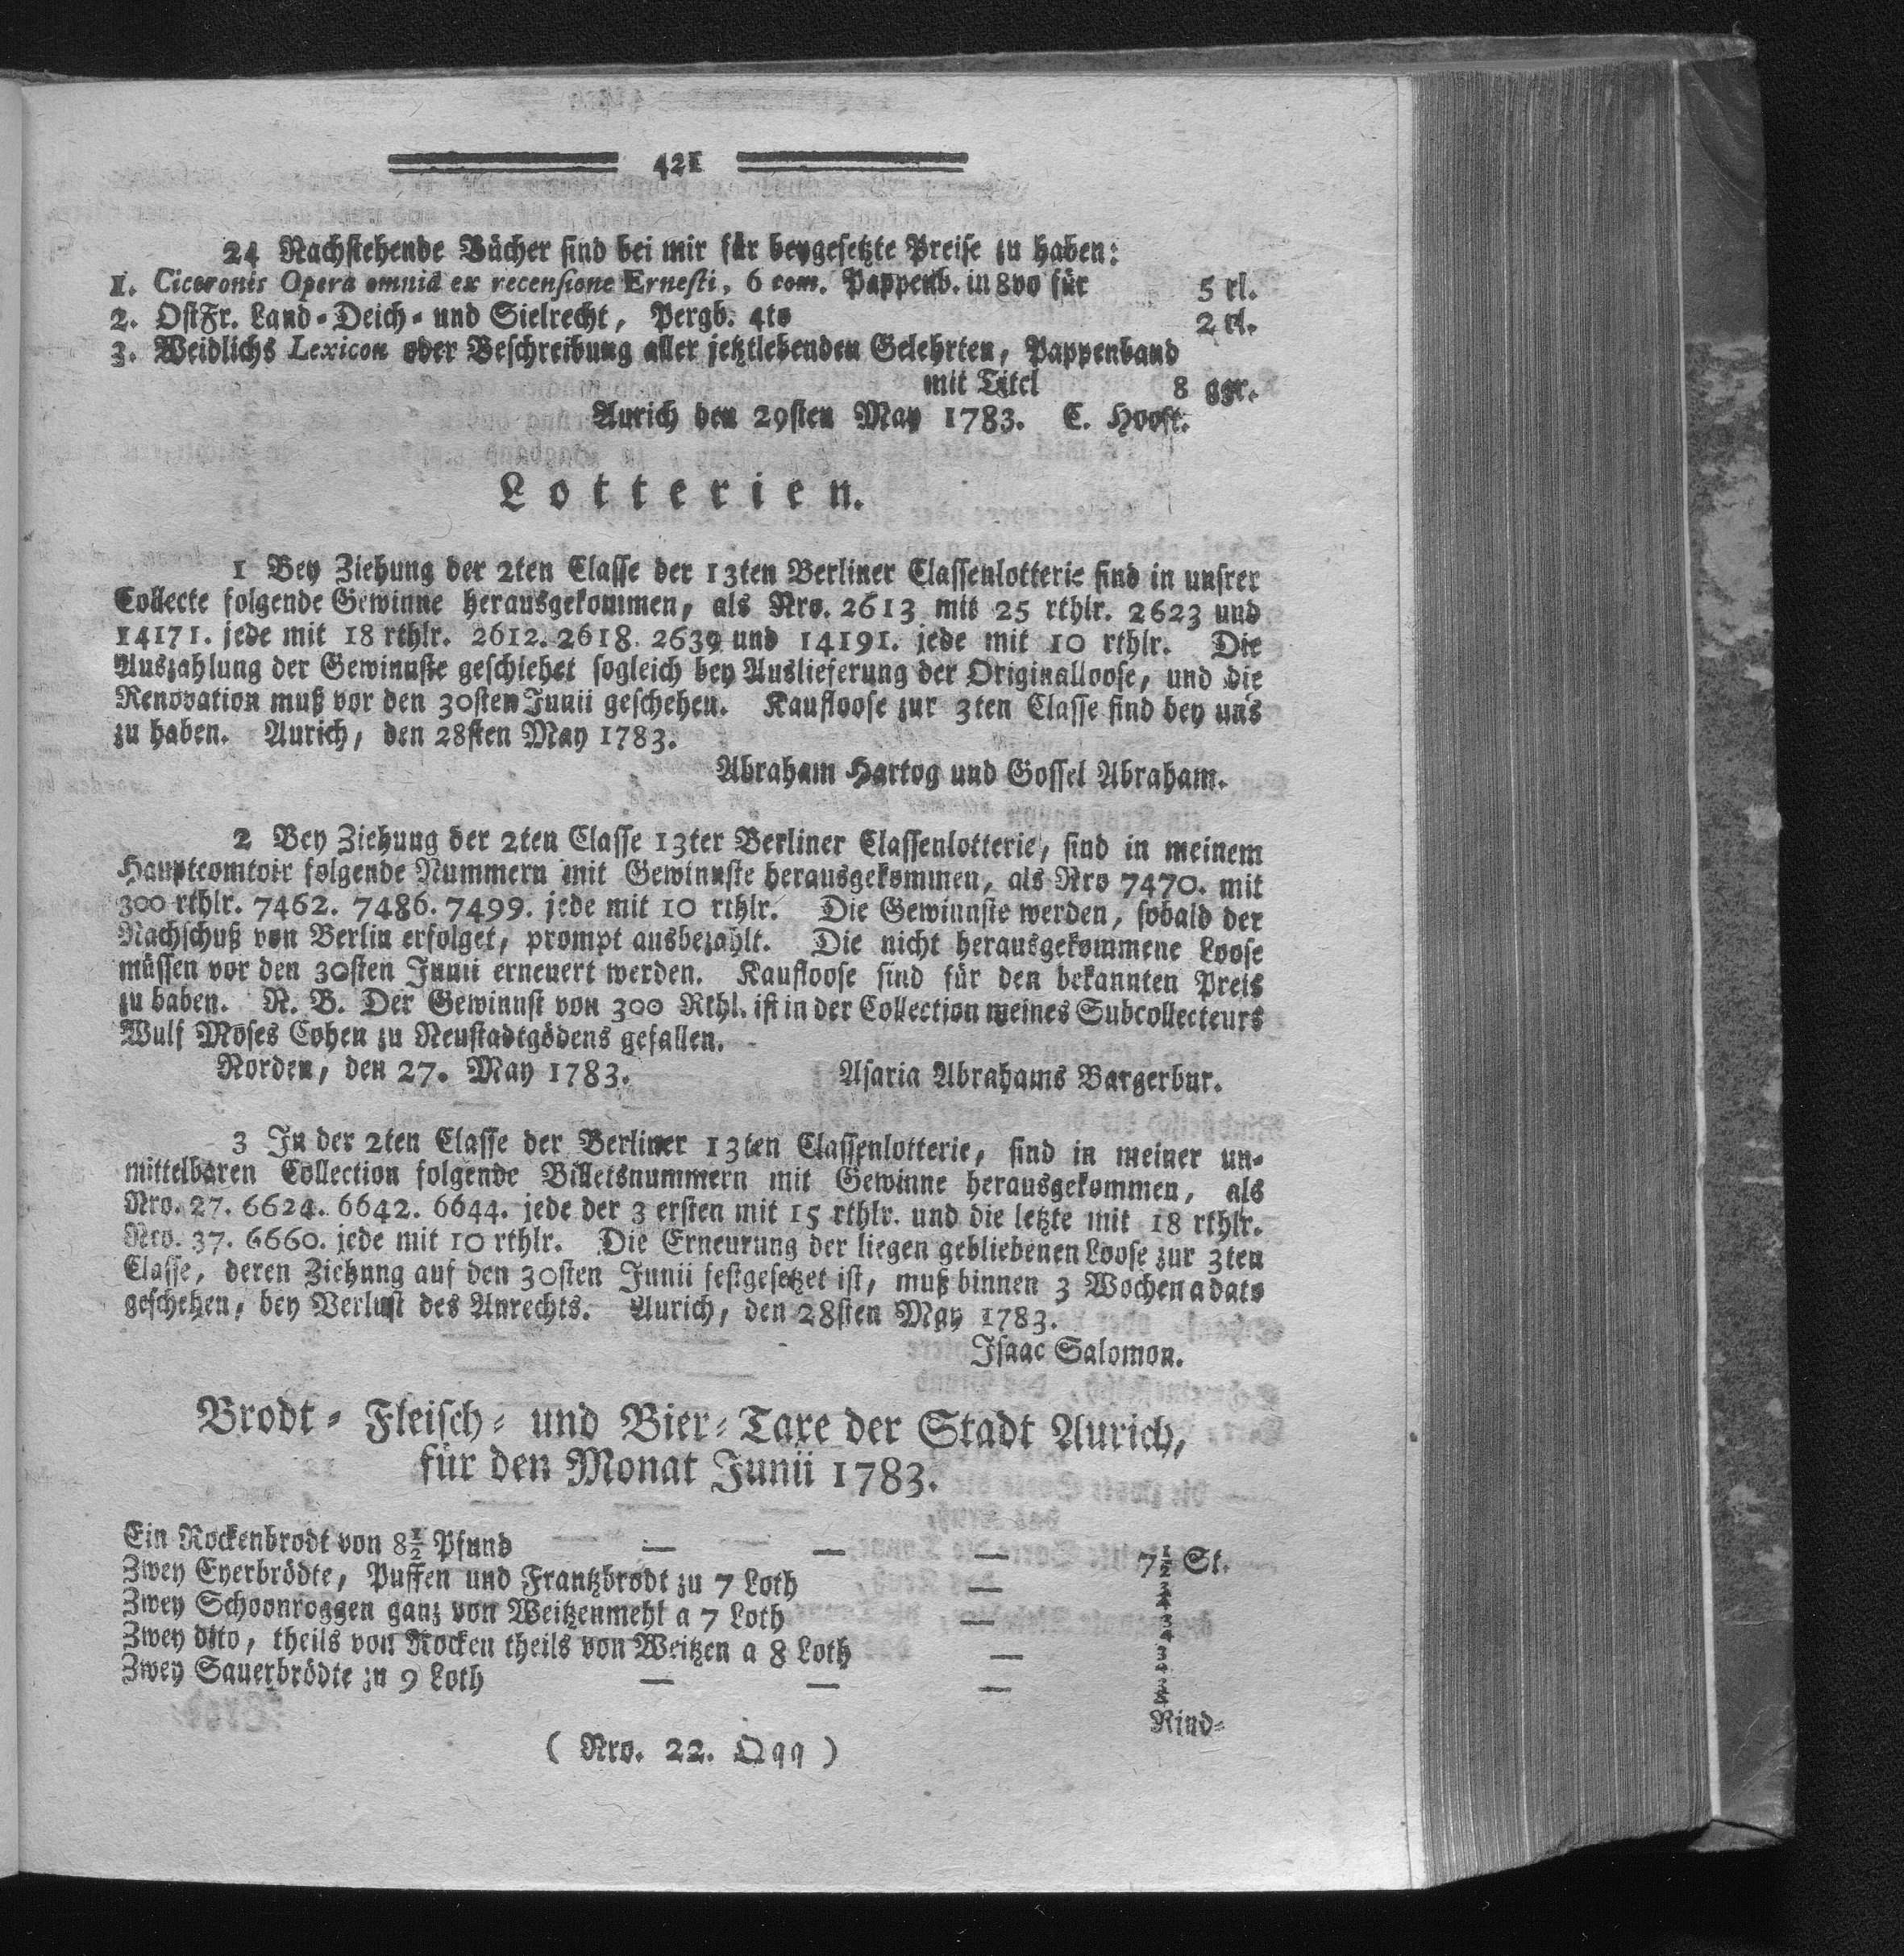 421
24 Nachstehende Bücher sind bei mir für beygesetzte Preise zu haben:
1. Ciceronis Opera omnia ex recensione Ernesti, 6 tom. Pappenb. in 8vo für 5 rl.
2. OstFr. Land-Deich- und Sielrecht, Pergb. 4to 2 rl.
3. Weidlichs Lexicon oder Beschreibung aller jetztlebenden Gelehrten, Pappenband
mit Titel 8 ggr.
Aurich den 29sten May 1783. C. Hooft.
Lotterien.
1 Bey Ziehung der 2ten Classe der 13ten Berliner Classenlotterie sind in unsrer
Collecte folgende Gewinne herausgekommen, als Nro. 2613 mit 25 rthlr. 2623 und
14171. jede mit 18 rthlr. 2612. 2618. 2639 und 14191. jede mit 10 rthlr. Die
Auszahlung der Gewinnste geschiehet sogleich bey Auslieferung der Originalloose, und die
Renovation muß vor den 30sten Junii geschehen. Kaufloose zur 3ten Classe sind bey uns
zu haben. Aurich, den 28sten May 1783.
Abraham Hartog und Gossel Abraham.
2 Bey Ziehung der 2ten Classe 13ter Berliner Classenlotterie, sind in meinem
Hauptcomtoir folgende Nummern mit Gewinnste herausgekommen, als Nro 7470. mit
300 rthlr. 7462. 7486. 7499. jede mit 10 rthlr. Die Gewinnste werden, sobald der
Nachschuß von Berlin erfolget, prompt ausbezahlt. Die nicht herausgekommene Loose
müssen vor den 30sten Junii erneuert werden. Kaufloose sind für den bekannten Preis
zu haben. N. B. Der Gewinnst von 300 Rthl. ist in der Collection meines Subcollecteurs
Wulf Moses Cohen zu Neustadtgödens gefallen.
Norden, den 27. May 1783. Asaria Abrahams Bargerbur.
3 In der 2ten Classe der Berliner 13ten Classenlotterie, sind in meiner un-
mittelbaren Collection folgende Billetsnummern mit Gewinne herausgekommen, als
Nro. 27. 6624. 6642. 6644. jede der 3 ersten mit 15 rthlr. und die letzte mit 18 rthlr.
Nro. 37. 6660. jede mit 10 rthlr. Die Erneurung der liegen gebliebenen Loose zur 3ten
Classe, deren Ziehung auf den 30sten Junii festgesetzet ist, muß binnen 3 Wochen a dato
geschehen, bey Verlust des Anrechts. Aurich, den 28sten May 1783.
Isaac Salomon.
Brodt- Fleisch- und Bier-Taxe der Stadt Aurich,
für den Monat Junii 1783.
Ein Rockenbrodt von 8½ Pfund — — — 7½ St.
Zwey Eyerbrödte, Puffen und Frantzbrodt zu 7 Loth — ¾
Zwey Schoonroggen ganz von Weitzenmehl a 7 Loth — ¾
Zwey dito, theils von Rocken theils von Weitzen a 8 Loth — ¾
Zwey Sauerbrödte zu 9 Loth — — — ¾
Rind-
( Nro. 22. Qqq )